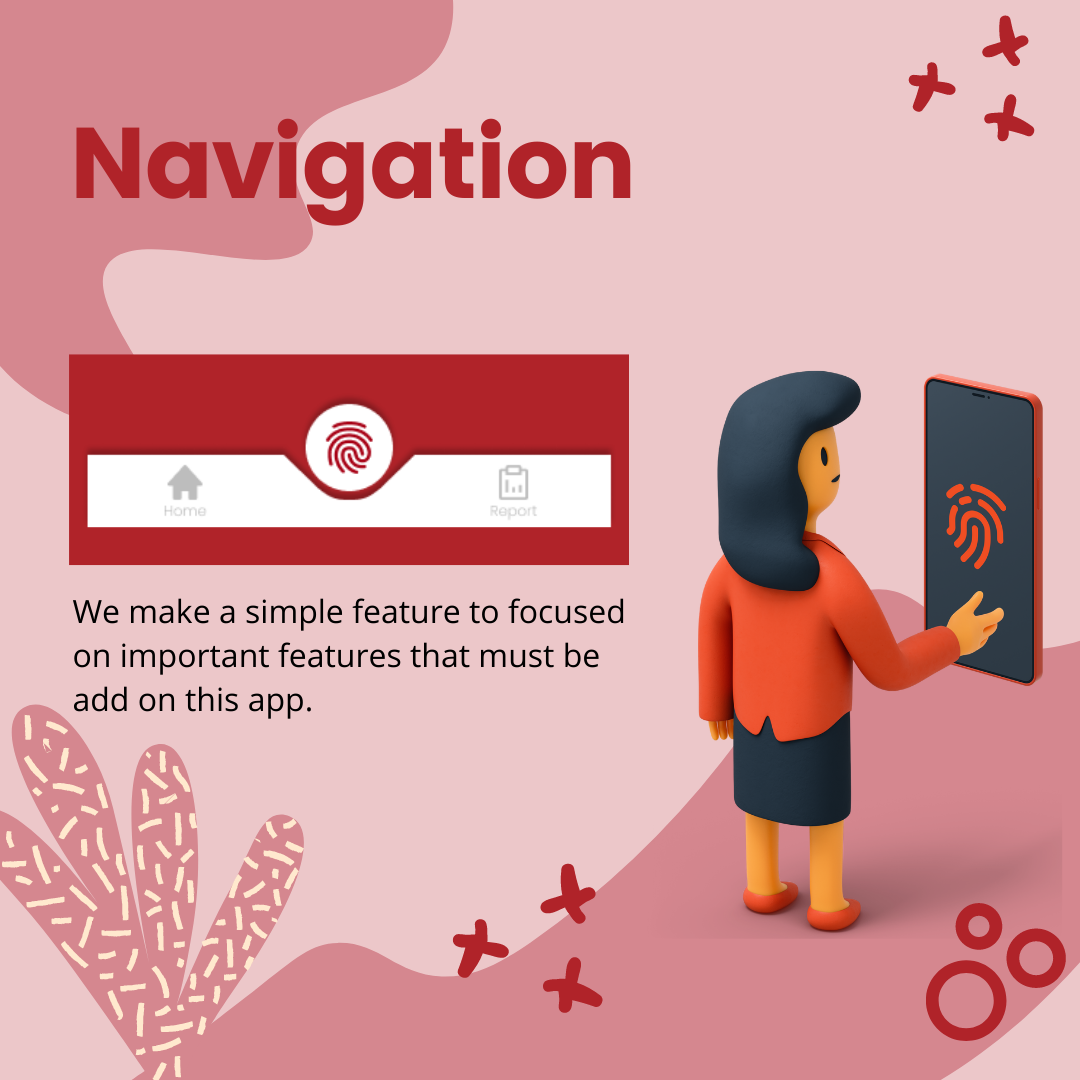 Navigation
Home
Report
We make a simple feature to focused
on important features that must be
add on this app.